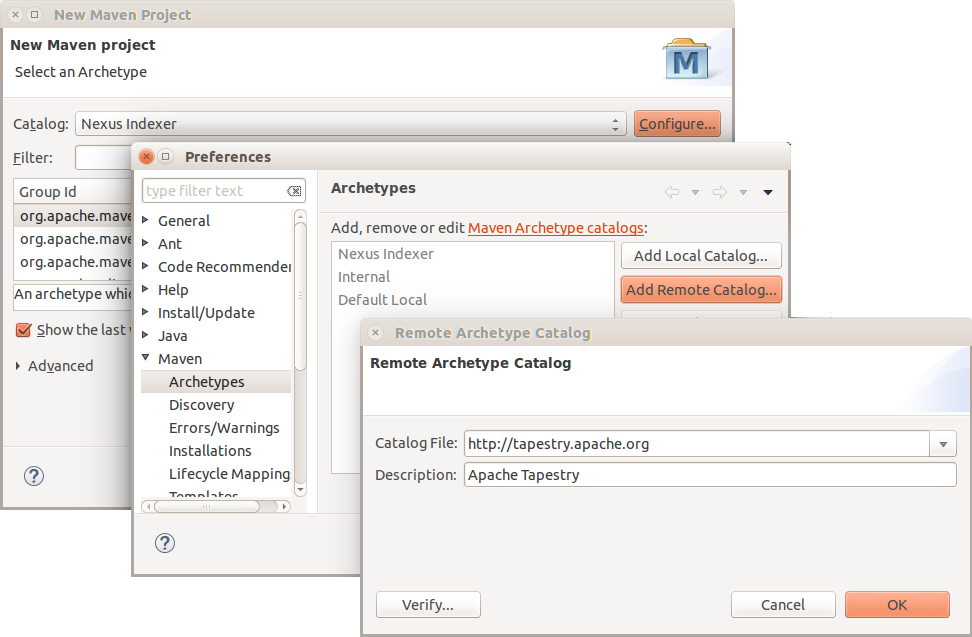 New Maven Project
New Maven project
Select an Archetype
M
Catalog: Nexus Indexer Configure...
Filter:
Group Id
org.apache.mave
org.apache.mave
org.apache.mave
An archetype whic
Show the last v
Advanced
?
Preferences
type filter text
General
Ant
Code Recommender
Help
Install/Update
Java
Maven
Archetypes
Discovery
Errors/Warnings
Installations
Lifecycle Mapping
Templates
?
Archetypes
Add, remove or edit Maven Archetype catalogs:
Nexus Indexer
Internal
Default Local
Add Local Catalog...
Add Remote Catalog...
Remote Archetype Catalog
Remote Archetype Catalog
Catalog File: http://tapestry.apache.org
Description: Apache Tapestry
Verify... Cancel OK